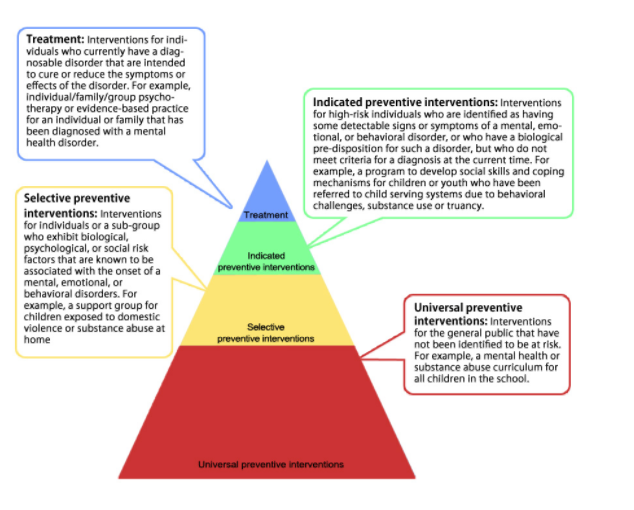 Treatment: Interventions for indi-
viduals who currently have a diag-
nosable disorder that are intended
to cure or reduce the symptoms or
effects of the disorder. For example,
individual/family/group psycho-
therapy or evidence-based practice
for an individual or family that has
been diagnosed with a mental
health disorder.
Indicated preventive interventions: Interventions
for high-risk individuals who are identified as having
some detectable signs or symptoms of a mental, emo-
tional, or behavioral disorder, or who have a biological
pre-disposition for such a disorder, but who do not
meet criteria for a diagnosis at the current time. For
example, a program to develop social skills and coping
mechanisms for children or youth who have been
referred to child serving systems due to behavioral
challenges, substance use or truancy.
Selective preventive
interventions: Interventions
for individuals or a sub-group
who exhibit biological,
psychological, or social risk
factors that are known to be
associated with the onset of a
mental, emotional, or
behavioral disorders. For
example, a support group for
children exposed to domestic
violence or substance abuse at
home
Universal preventive
interventions: Interventions
for the general public that have
not been identified to be at risk.
For example, a mental health or
substance abuse curriculum for
all children in the school.
Treatment
Indicated
preventive interventions
Selective
preventive interventions
Universal preventive interventions